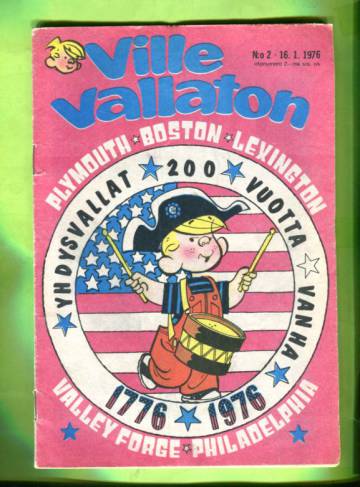 Ville
vallaton
N:o 2 - 16. 1. 1976
PLYMOUTH BOSTON LEXINGTON
YHDYSVALLAT 200 VUOTTA VANHA
1776 1976
VALLEY FORGE PHILADELPHIA